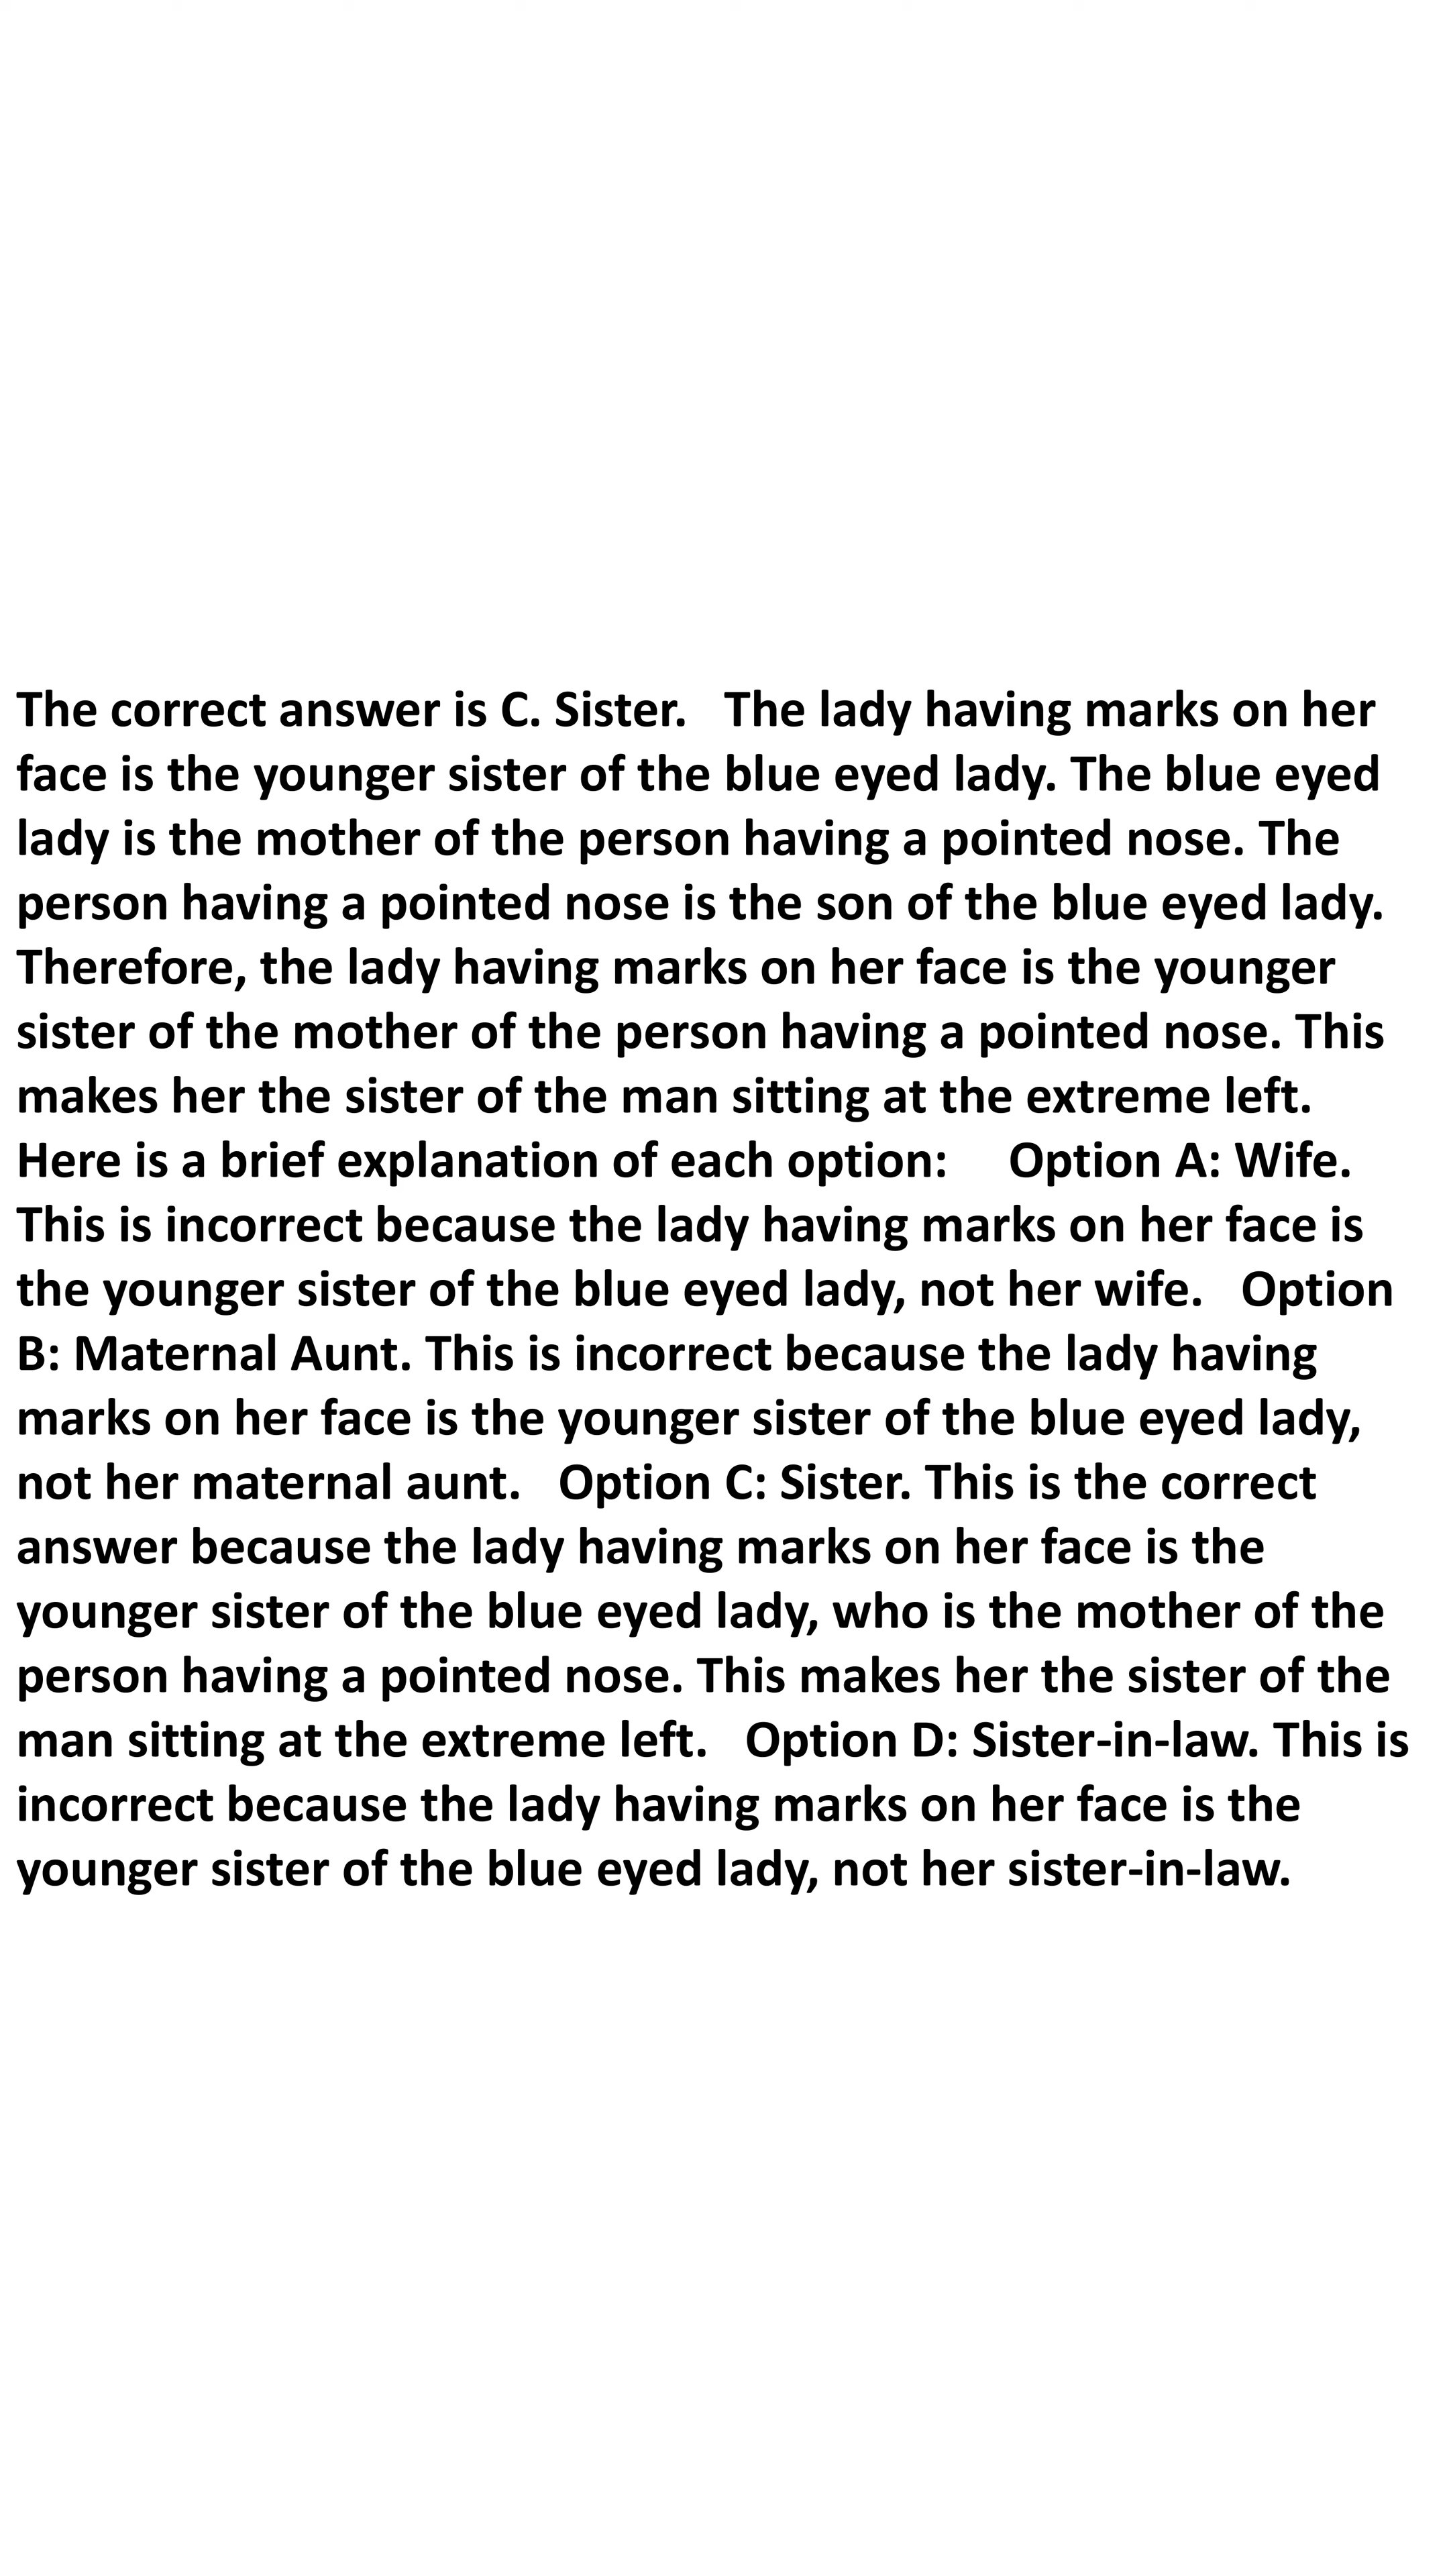 The correct answer is C. Sister.   The lady having marks on her
face is the younger sister of the blue eyed lady. The blue eyed
lady is the mother of the person having a pointed nose. The
person having a pointed nose is the son of the blue eyed lady.
Therefore, the lady having marks on her face is the younger
sister of the mother of the person having a pointed nose. This
makes her the sister of the man sitting at the extreme left.
Here is a brief explanation of each option:     Option A: Wife.
This is incorrect because the lady having marks on her face is
the younger sister of the blue eyed lady, not her wife.   Option
B: Maternal Aunt. This is incorrect because the lady having
marks on her face is the younger sister of the blue eyed lady,
not her maternal aunt.   Option C: Sister. This is the correct
answer because the lady having marks on her face is the
younger sister of the blue eyed lady, who is the mother of the
person having a pointed nose. This makes her the sister of the
man sitting at the extreme left.   Option D: Sister-in-law. This is
incorrect because the lady having marks on her face is the
younger sister of the blue eyed lady, not her sister-in-law.